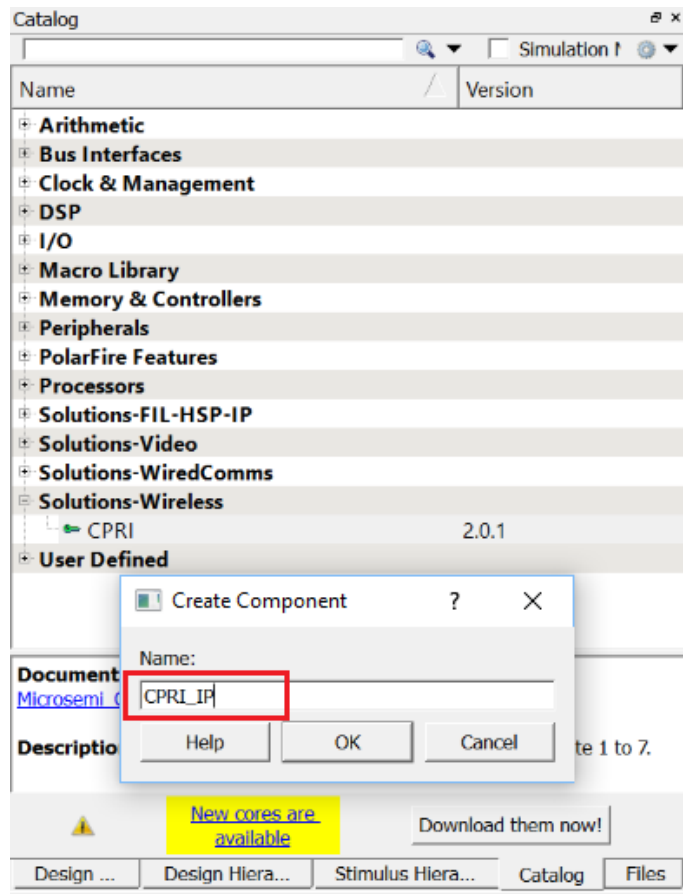 Catalog
Simulation
Name Version
Arithmetic
Bus Interfaces
Clock & Management
DSP
I/O
Macro Library
Memory & Controllers
Peripherals
PolarFire Features
Processors
Solutions-FIL-HSP-IP
Solutions-Video
Solutions-WiredComms
Solutions-Wireless
CPRI 2.0.1
User Defined
Create Component ?
Name:
CPRI_IP
Document
Microsemi
Help OK Cancel
Descriptio te 1 to 7.
New cores are
available
Download them now!
Design ... Design Hiera... Stimulus Hiera... Catalog Files